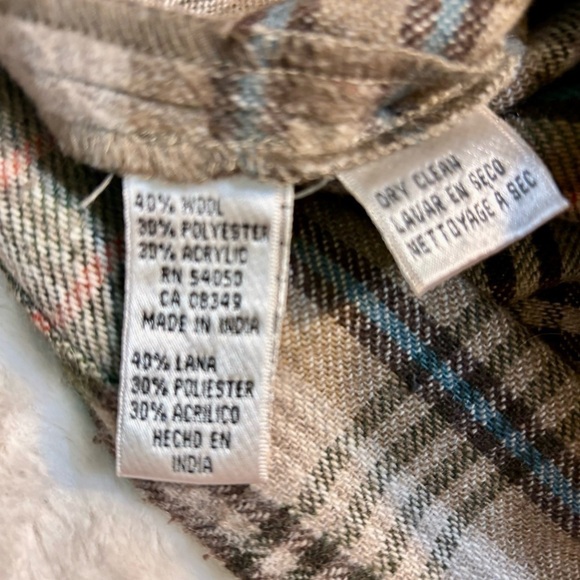 40% WOOL
30% POLYESTER
30% ACRYLIC
RN 54050
CA 08349
MADE IN INDIA
40% LANA
30% POLIESTER
30% ACRILICO
HECHO EN
INDIA
DRY CLEAN
LAVAR EN SECO
NETTOYAGE A SEC